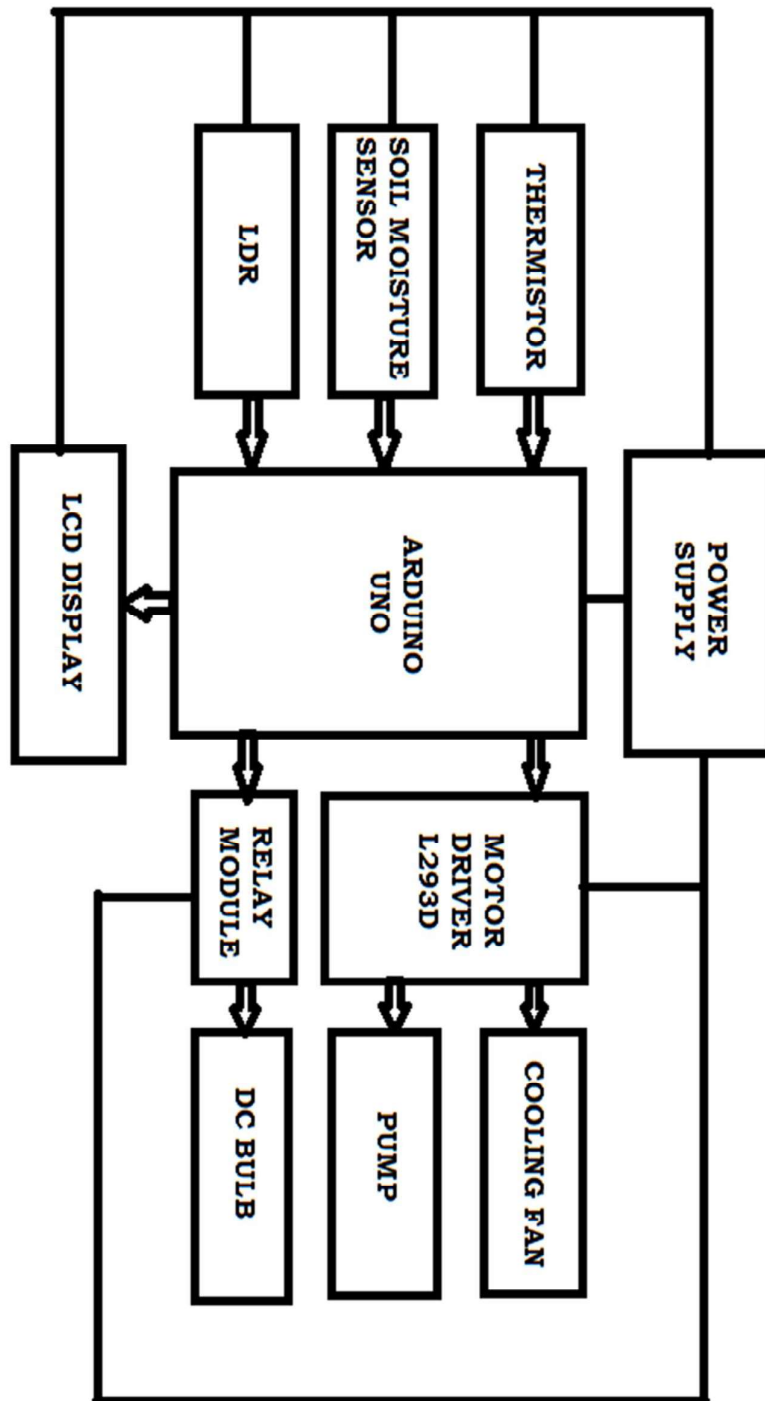 POWER
SUPPLY
THERMISTOR
SOIL MOISTURE
SENSOR
LDR
ARDUINO
UNO
MOTOR
DRIVER
L293D
RELAY
MODULE
COOLING FAN
PUMP
DC BULB
LCD DISPLAY